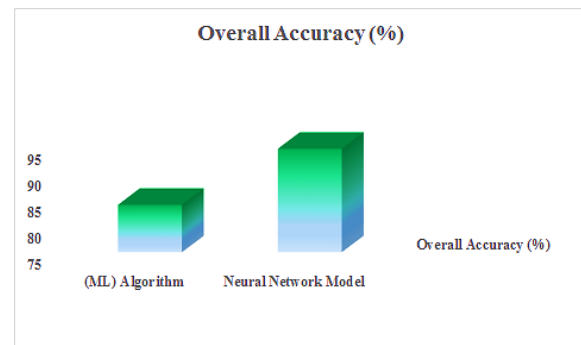 Overall Accuracy (%)
95
90
85
80
75
(ML) Algorithm
Neural Network Model
Overall Accuracy (%)